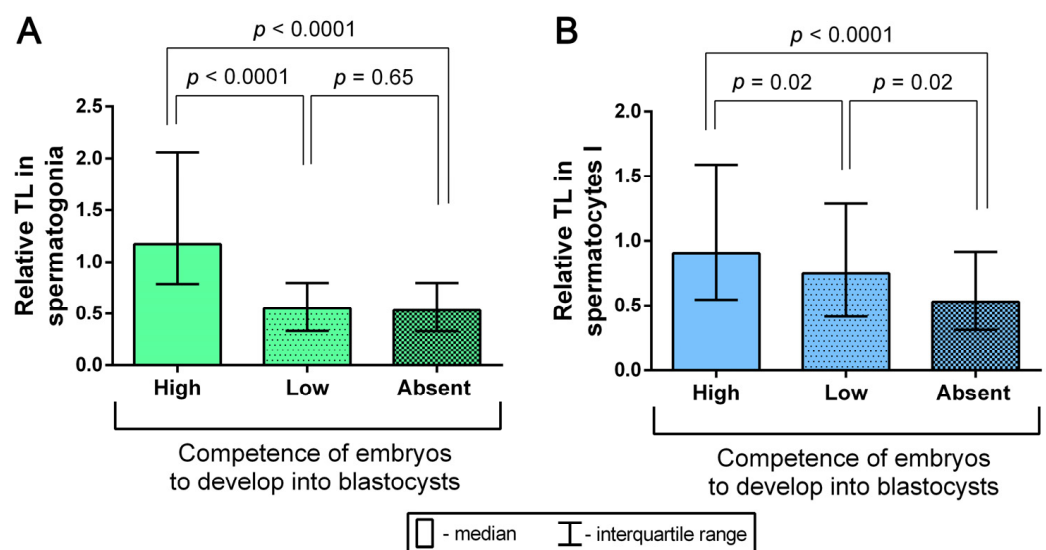 A
p < 0.0001
p < 0.0001
p = 0.65
Relative TL in
spermatogonia
2.5
2.0
1.5
1.0
0.5
0.0
High
Low
Absent
Competence of embryos
to develop into blastocysts
B
p < 0.0001
p = 0.02
p = 0.02
Relative TL in
spermatocytes I
2.0
1.5
1.0
0.5
0.0
High
Low
Absent
Competence of embryos
to develop into blastocysts
- median
- interquartile range